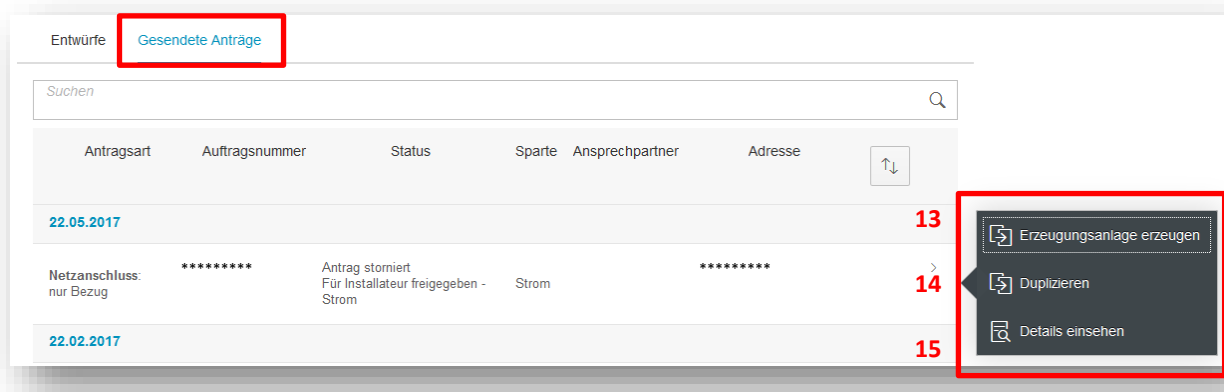 Entwürfe Gesendete Anträge
Suchen
Antragsart Auftragsnummer Status Sparte Ansprechpartner Adresse
22.05.2017
13 Erzeugungsanlage erzeugen
Netzanschluss: ********* Antrag storniert *********
nur Bezug Für Installateur freigegeben - Strom
Strom
14 Duplizieren
22.02.2017
15 Details einsehen